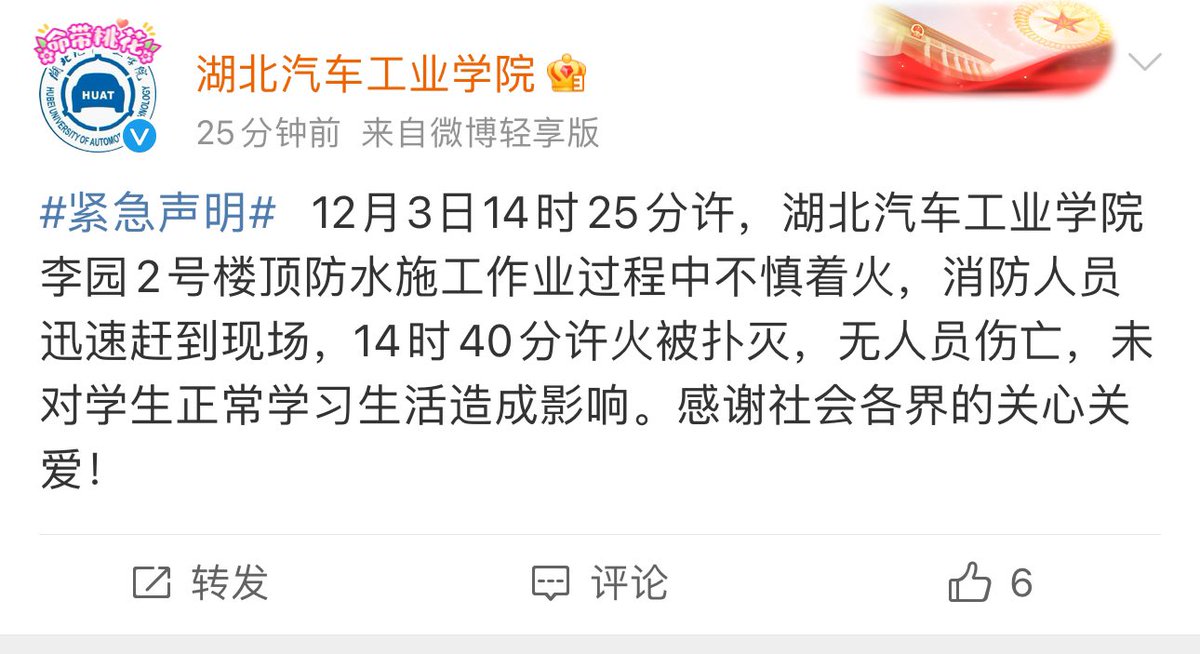 命带桃花
HUAT
HUBEI UNIVERSITY OF AUTOMO
NOLOGY
湖北汽车工业学院
25分钟前 来自微博轻享版
#紧急声明# 12月3日14时25分许，湖北汽车工业学院
李园2号楼顶防水施工作业过程中不慎着火，消防人员
迅速赶到现场，14时40分许火被扑灭，无人员伤亡，未
对学生正常学习生活造成影响。感谢社会各界的关心关
爱！
转发 评论 6